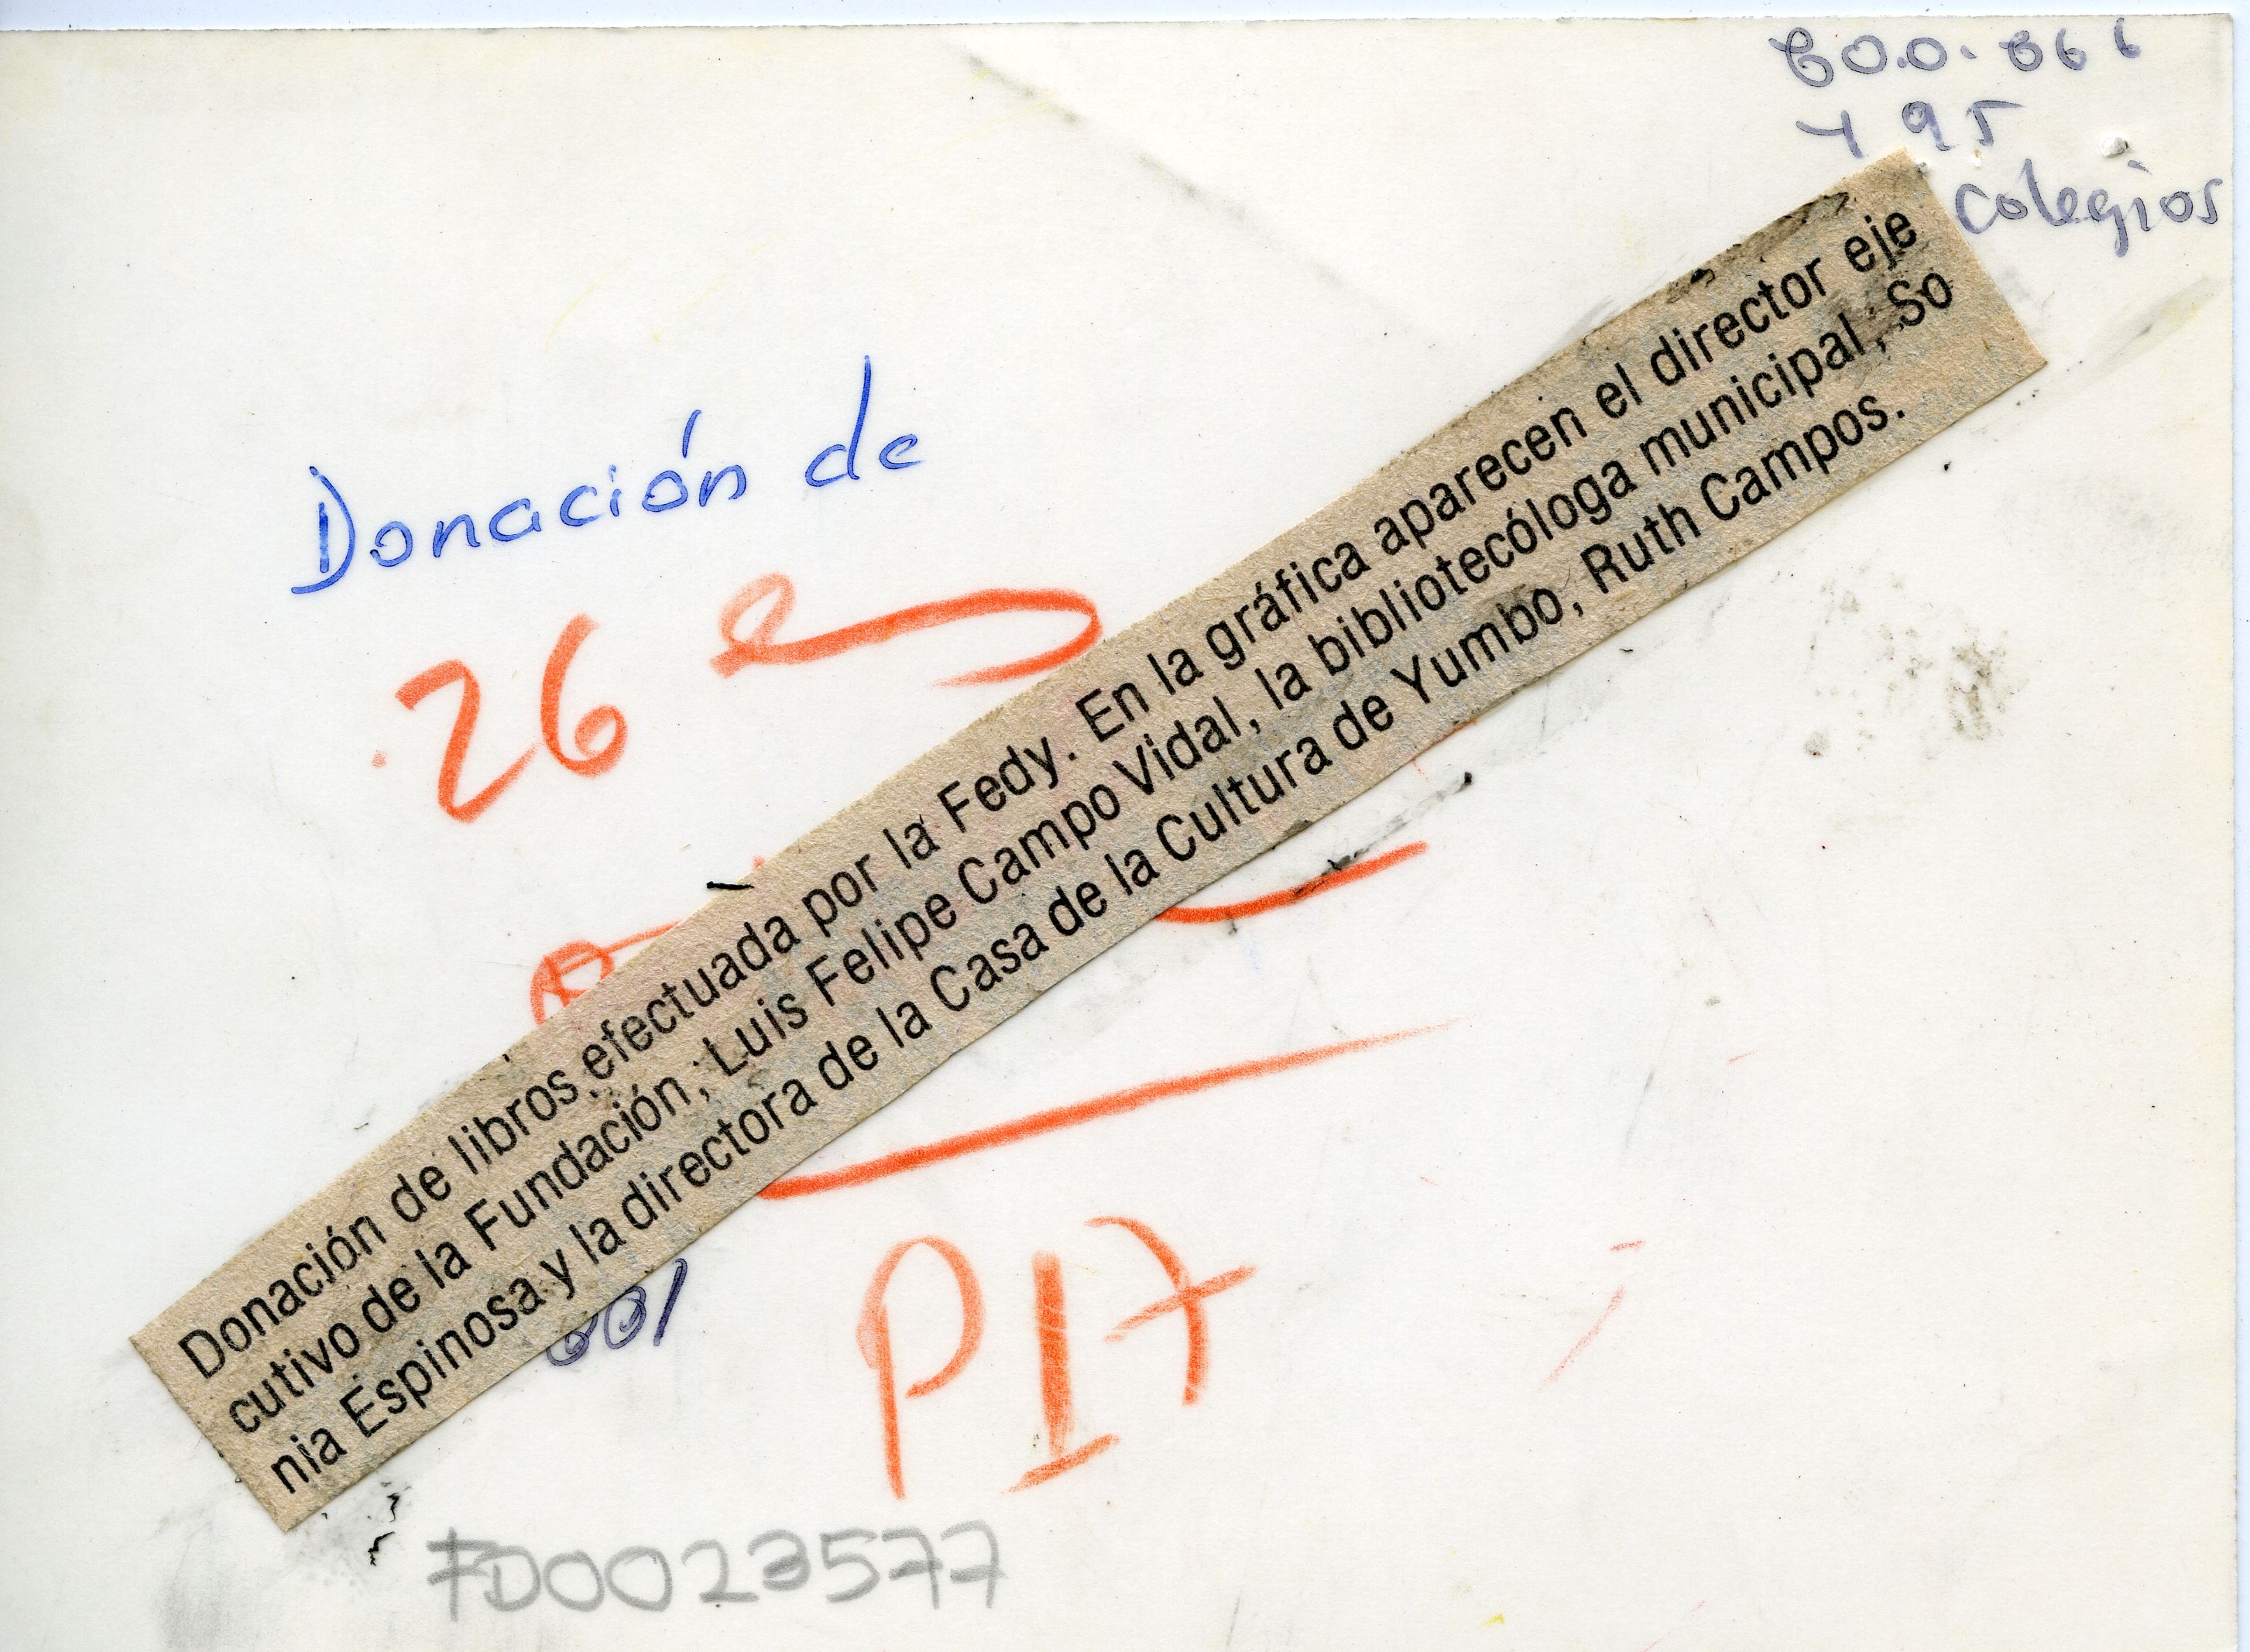 600.066
Y 95
Colegios
Donación de
26
Donación de libros, efectuada por la Fedy. En la gráfica aparecen el director eje
cutivo de la Fundación, Luis Felipe Campo Vidal, la bibliotecóloga municipal, So
nia Espinosa y la directora de la Casa de la Cultura de Yumbo, Ruth Campos.
P17
FD0023577